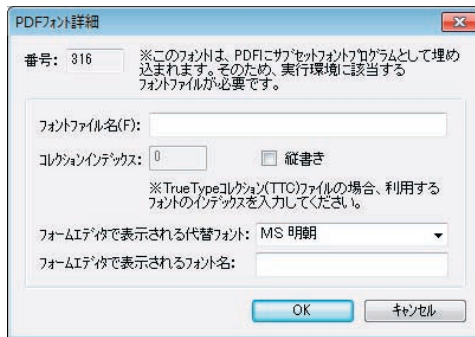 PDFフォント詳細
番号: 316
※このフォントは、PDFにサブセットフォントプログラムとして埋め
込まれます。そのため、実行環境に該当する
フォントファイルが必要です。
フォントファイル名(F):
コレクションインデックス: 0
縦書き
※TrueTypeコレクション(TTC)ファイルの場合、利用する
フォントのインデックスを入力してください。
フォームエディタで表示される代替フォント: MS 明朝
フォームエディタで表示されるフォント名:
OK
キャンセル